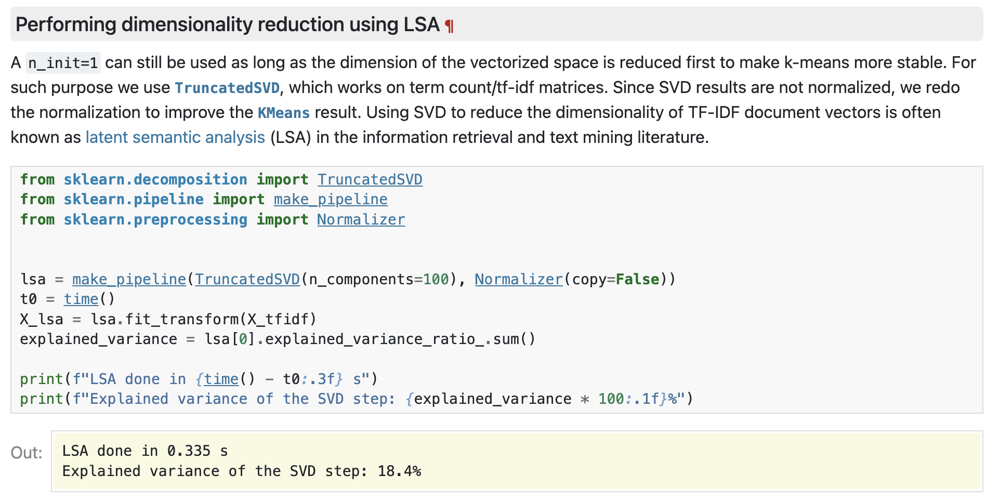 Performing dimensionality reduction using LSA ¶
A n_init=1 can still be used as long as the dimension of the vectorized space is reduced first to make k-means more stable. For
such purpose we use TruncatedSVD, which works on term count/tf-idf matrices. Since SVD results are not normalized, we redo
the normalization to improve the KMeans result. Using SVD to reduce the dimensionality of TF-IDF document vectors is often
known as latent semantic analysis (LSA) in the information retrieval and text mining literature.
from sklearn.decomposition import TruncatedSVD
from sklearn.pipeline import make_pipeline
from sklearn.preprocessing import Normalizer
lsa = make_pipeline(TruncatedSVD(n_components=100), Normalizer(copy=False))
t0 = time()
X_lsa = lsa.fit_transform(X_tfidf)
explained_variance = lsa[0].explained_variance_ratio_.sum()
print(f"LSA done in {time() - t0:.3f} s")
print(f"Explained variance of the SVD step: {explained_variance * 100:.1f}%")
Out:
LSA done in 0.335 s
Explained variance of the SVD step: 18.4%